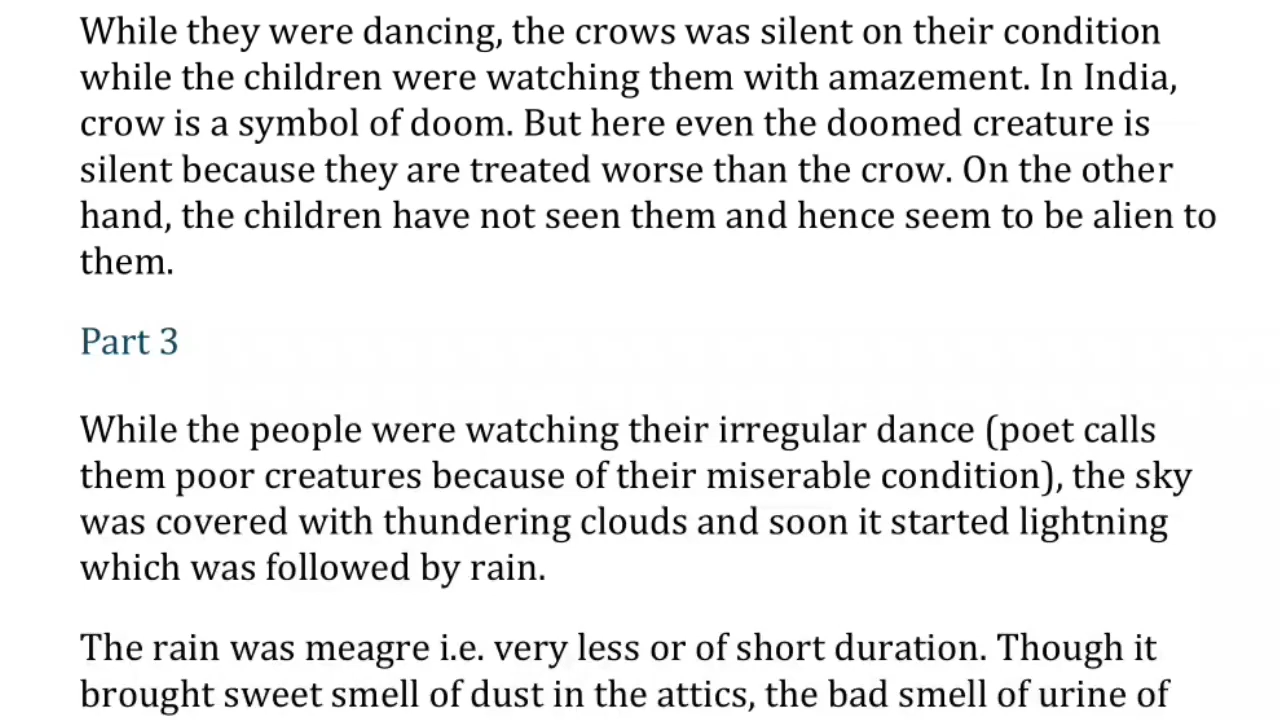 While they were dancing, the crows was silent on their condition
while the children were watching them with amazement. In India,
crow is a symbol of doom. But here even the doomed creature is
silent because they are treated worse than the crow. On the other
hand, the children have not seen them and hence seem to be alien to
them.
Part 3
While the people were watching their irregular dance (poet calls
them poor creatures because of their miserable condition), the sky
was covered with thundering clouds and soon it started lightning
which was followed by rain.
The rain was meagre i.e. very less or of short duration. Though it
brought sweet smell of dust in the attics, the bad smell of urine of